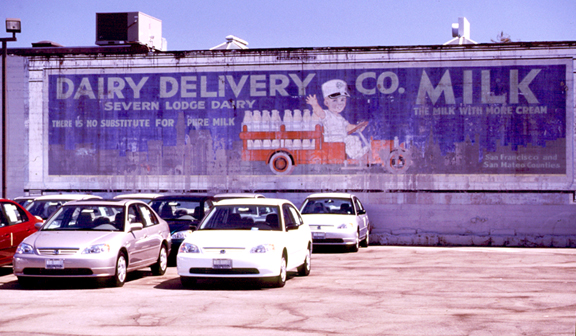 DAIRY DELIVERY CO. MILK
SEVERN LODGE DAIRY
THE MILK WITH MORE CREAM
THERE IS NO SUBSTITUTE FOR PURE MILK
San Francisco and
San Mateo Counties